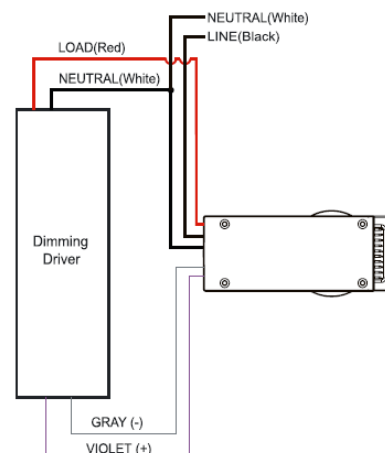 NEUTRAL(White)
LINE(Black)
LOAD(Red)
NEUTRAL(White)
Dimming
Driver
GRAY (-)
VIOLET (+)